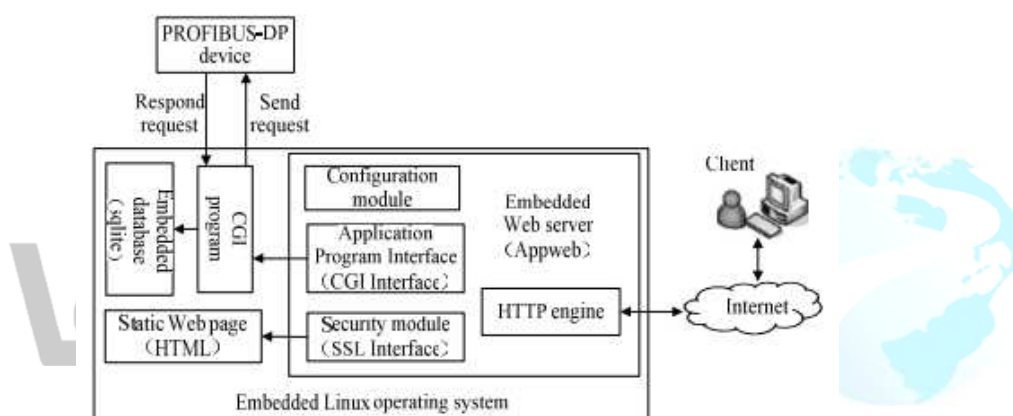 PROFIBUS-DP
device
Respond
request
Send
request
Embedded
database
(sqlite)
CGI
program
Configuration
module
Application
Program Interface
(CGI Interface)
Embedded
Web server
(Appweb)
Client
Static Web page
(HTML)
Security module
(SSL Interface)
HTTP engine
Internet
Embedded Linux operating system